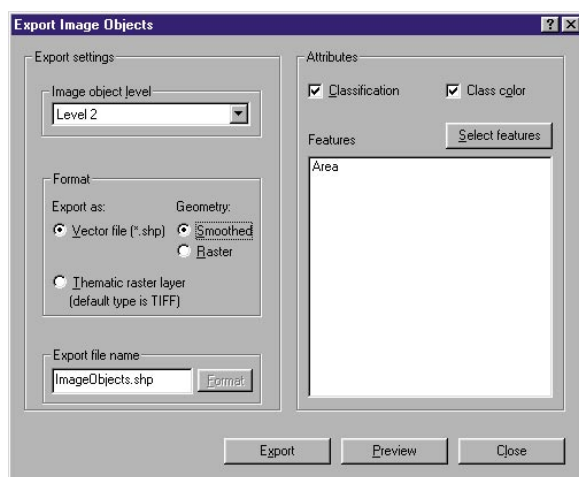 Export Image Objects
Export settings
Image object level
Level 2
Format
Export as:
Geometry:
Vector file (*.shp)
Smoothed
Raster
Thematic raster layer
(default type is TIFF)
Export file name
ImageObjects.shp
Format
Attributes
Classification
Class color
Features
Select features
Area
Export
Preview
Close